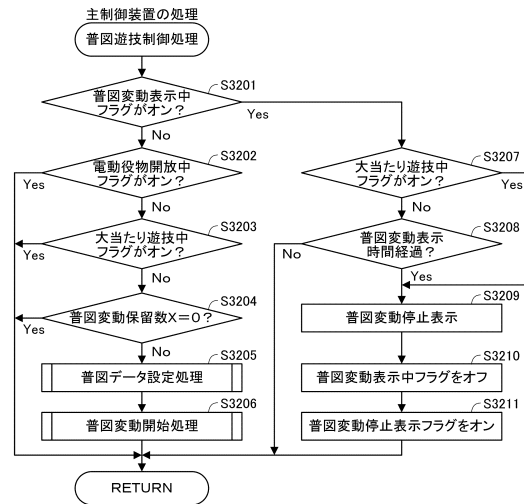 主制御装置の処理
普図遊技制御処理
S3201
普図変動表示中
フラグがオン?
Yes
No
S3202
電動役物開放中
フラグがオン?
Yes
No
S3203
大当たり遊技中
フラグがオン?
Yes
No
S3204
普図変動保留数X=0?
Yes
No
S3205
普図データ設定処理
S3206
普図変動開始処理
S3207
大当たり遊技中
フラグがオン?
Yes
No
S3208
普図変動表示
時間経過?
No
Yes
S3209
普図変動停止表示
S3210
普図変動表示中フラグをオフ
S3211
普図変動停止表示フラグをオン
RETURN